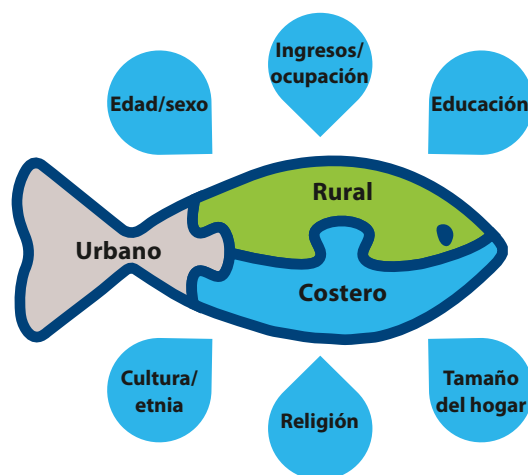 Ingresos/
ocupación
Edad/sexo
Educación
Rural
Urbano
Costero
Cultura/
etnia
Religión
Tamaño
del hogar